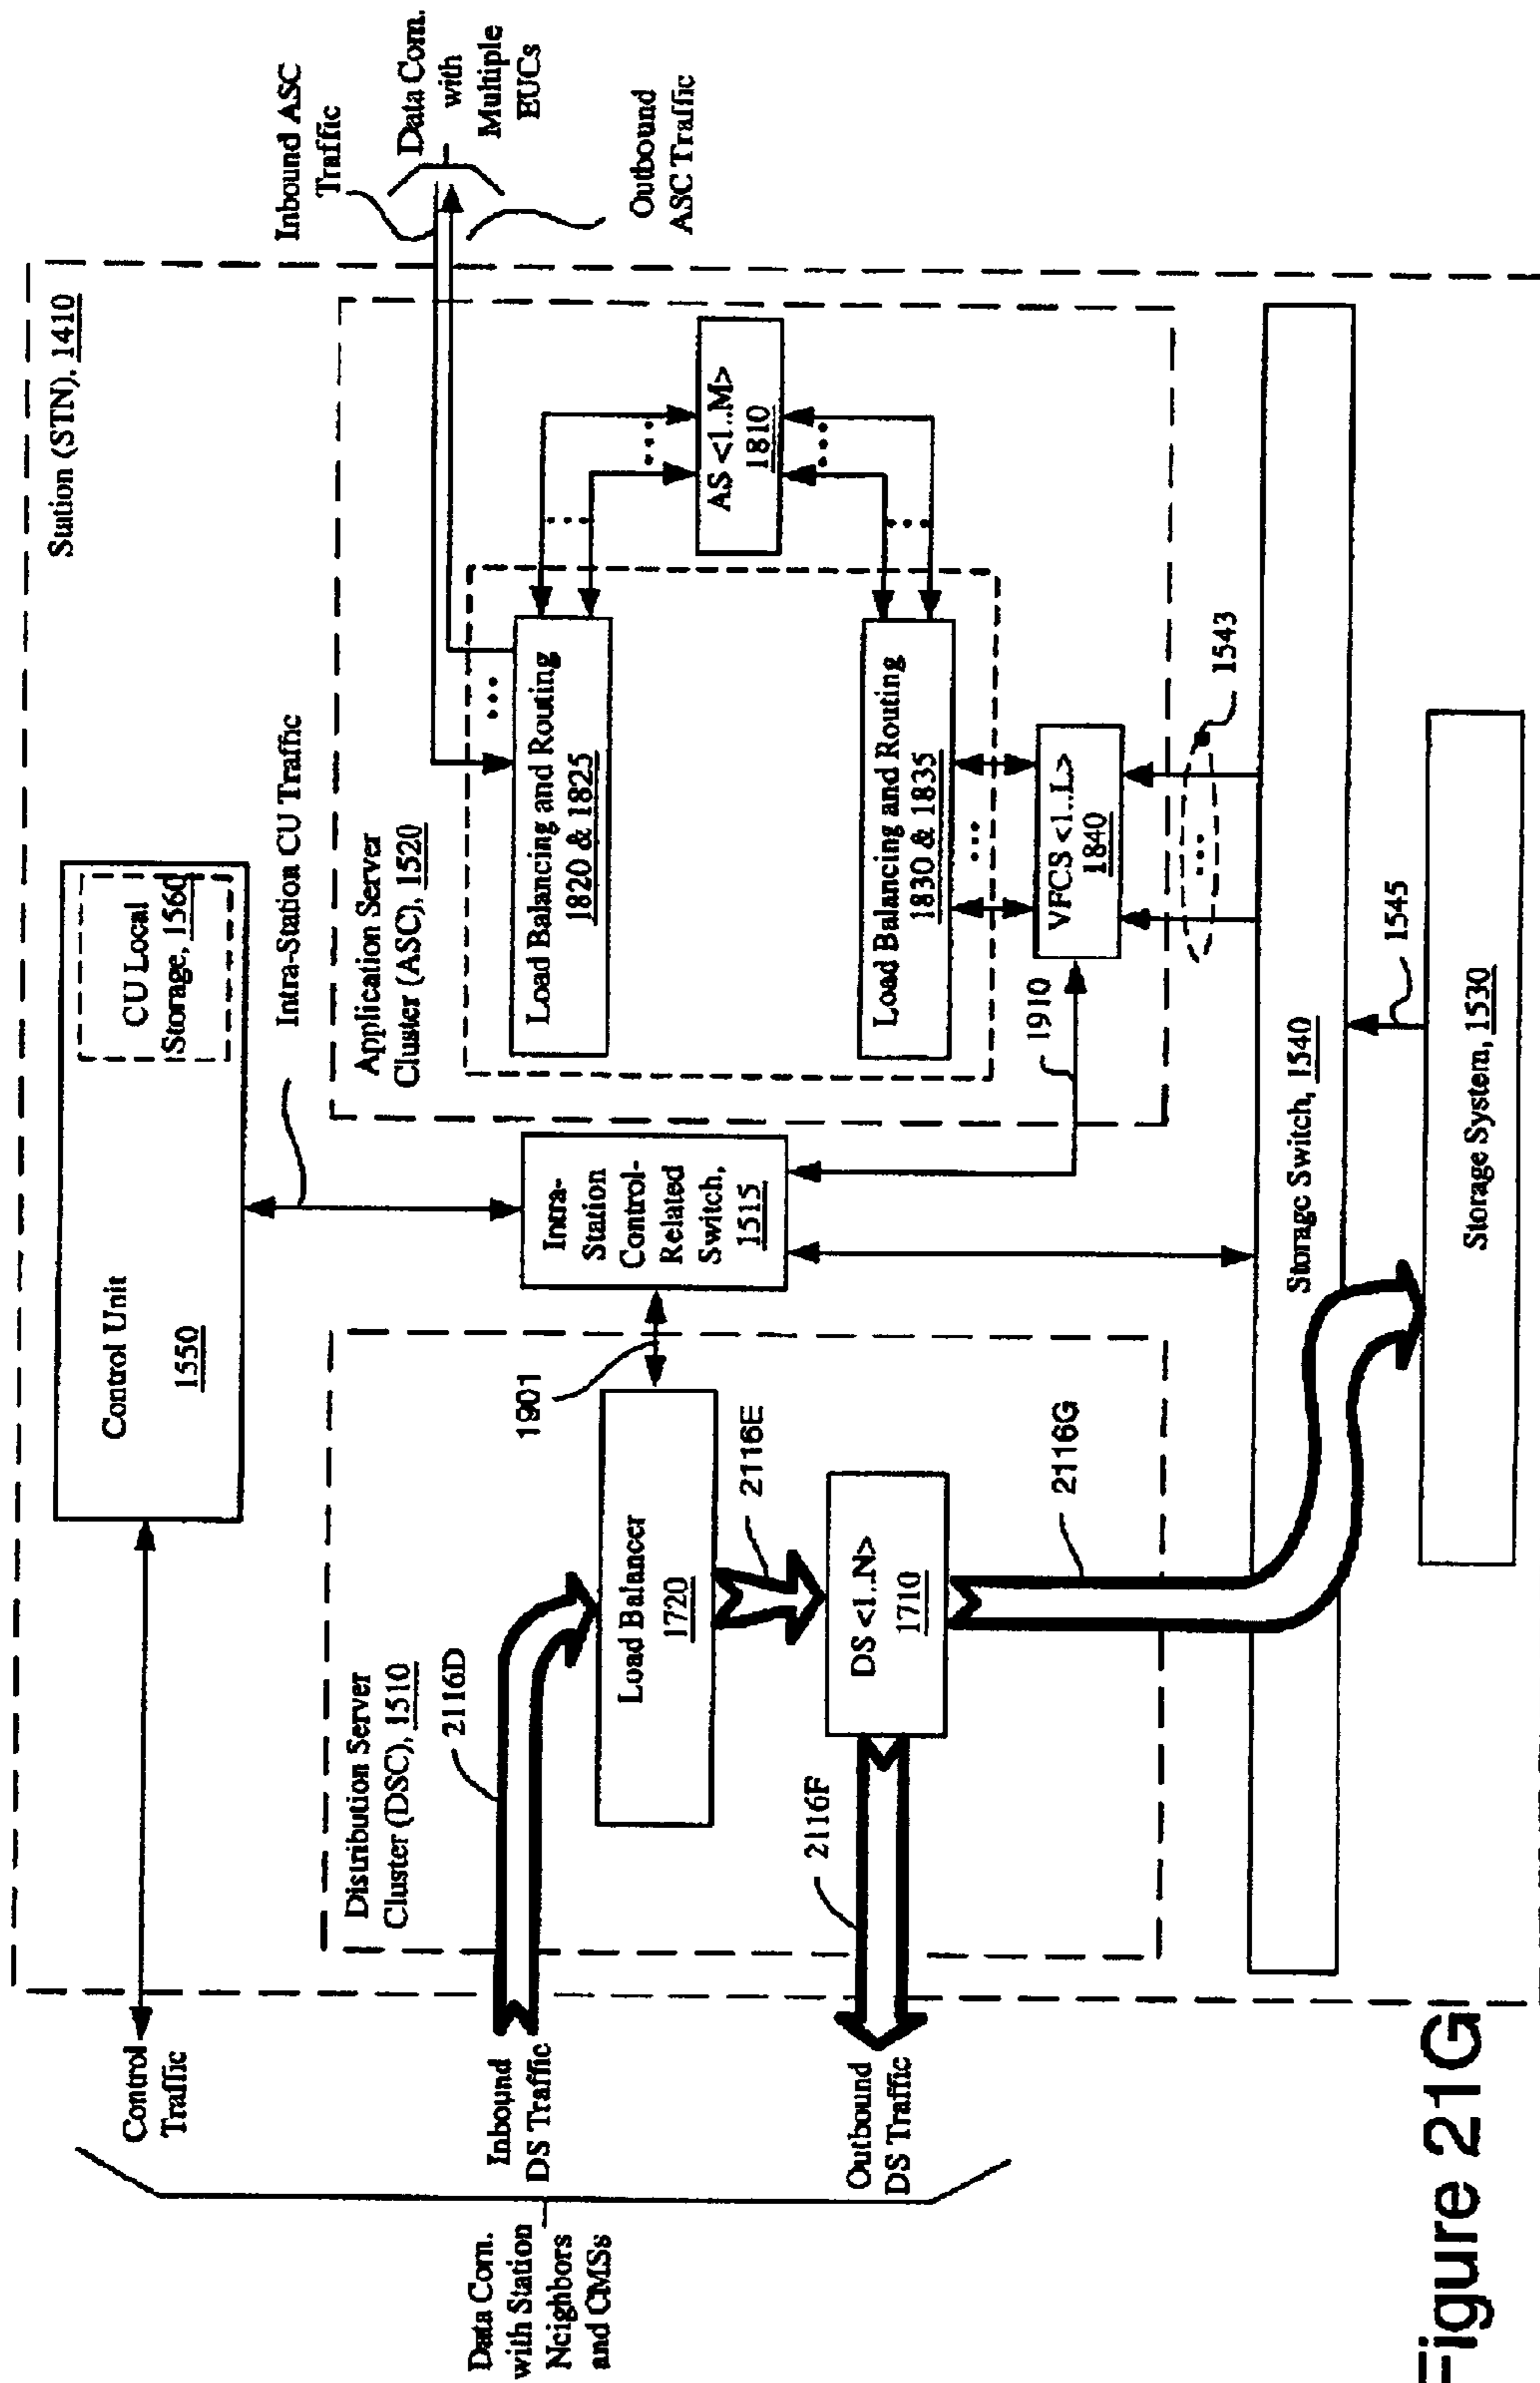 Station (STN), 1410
Control
Traffic
Control Unit
1550
CU Local
Storage, 1560
Intra-Station CU Traffic
Inbound ASC
Traffic
Data Com.
with
Multiple
EUCs
Outbound
ASC Traffic
Data Com.
with Station
Neighbors
and CMSs
Inbound
DS Traffic
Outbound
DS Traffic
Distribution Server
Cluster (DSC), 1510
2116D
Load Balancer
1720
1901
2116E
DS <1..N>
1710
2116F
2116G
Intra-
Station
Control-
Related
Switch,
1515
Application Server
Cluster (ASC), 1520
...
Load Balancing and Routing
1820 & 1825
AS <1..M>
1810
Load Balancing and Routing
1830 & 1835
...
VFCS <1..L>
1840
1910
...
1543
Storage Switch, 1540
1545
Storage System, 1530
Figure 21G